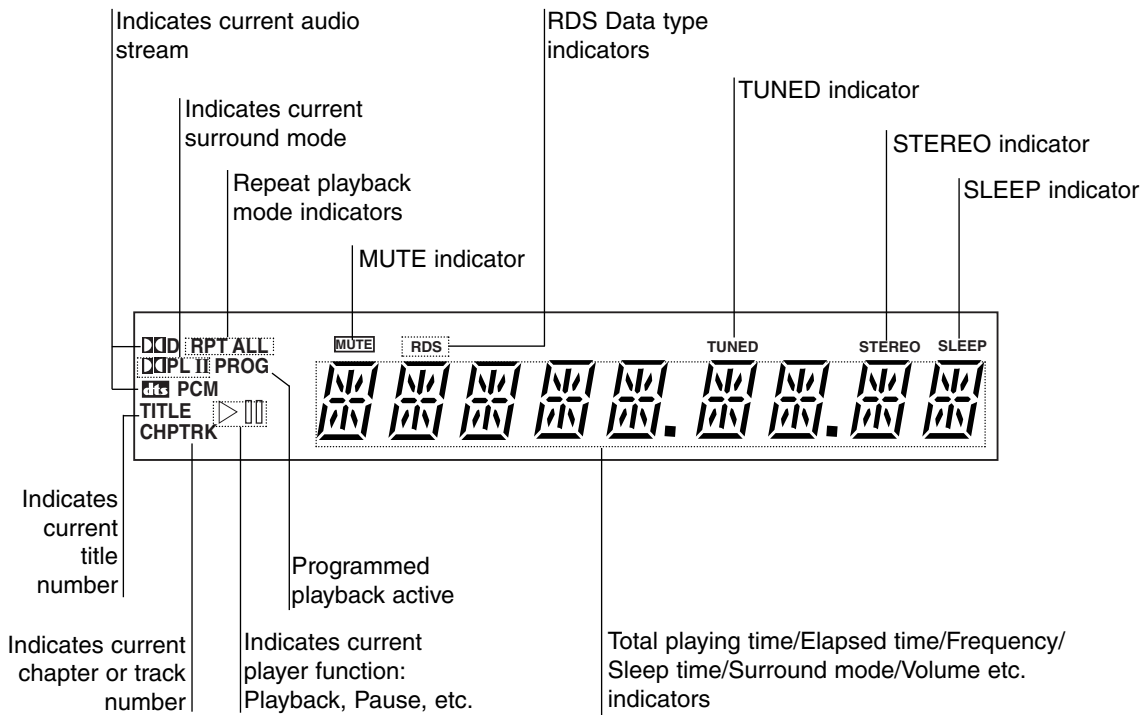 Indicates current audio
stream
RDS Data type
indicators
TUNED indicator
Indicates current
surround mode
STEREO indicator
Repeat playback
mode indicators
SLEEP indicator
MUTE indicator
D RPT ALL
PL II PROG
dts PCM
TITLE
CHPTRK
MUTE RDS TUNED STEREO SLEEP
Indicates
current
title
number
Programmed
playback active
Indicates current
chapter or track
number
Indicates current
player function:
Playback, Pause, etc.
Total playing time/Elapsed time/Frequency/
Sleep time/Surround mode/Volume etc.
indicators